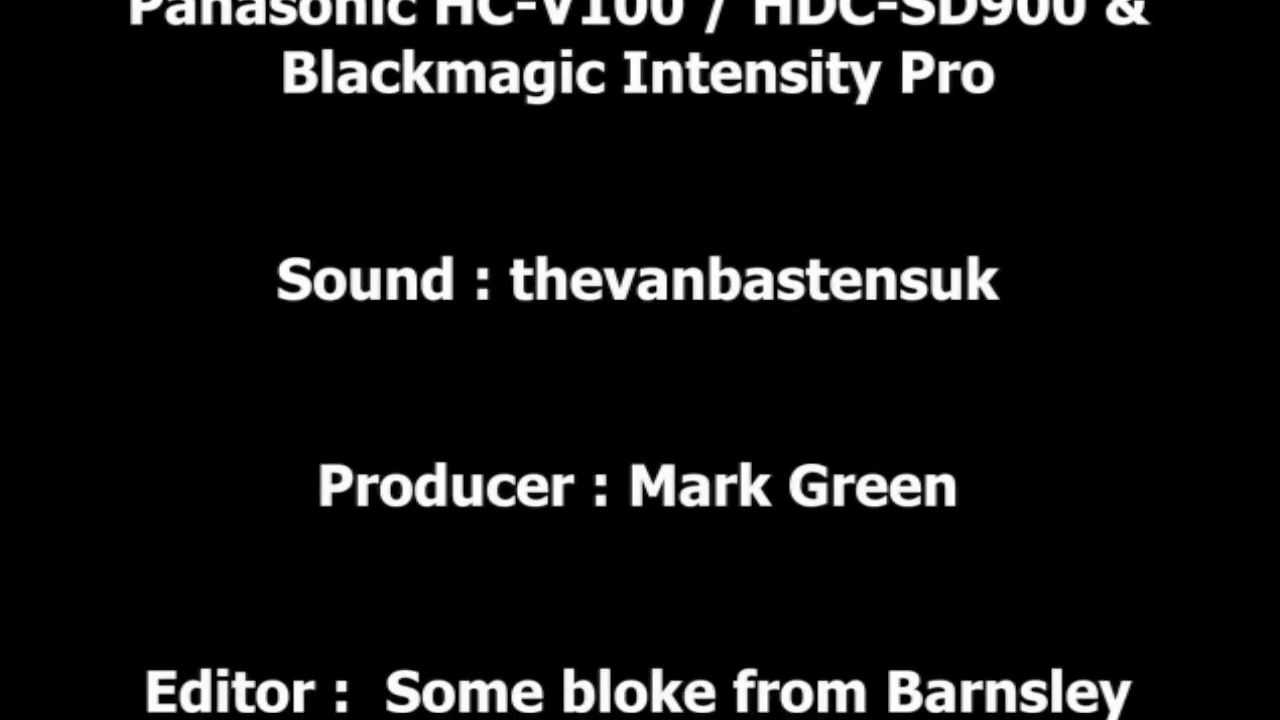 Panasonic HC-V100 / HDC-SD900 &
Blackmagic Intensity Pro
Sound : thevanbastensuk
Producer : Mark Green
Editor :  Some bloke from Barnsley